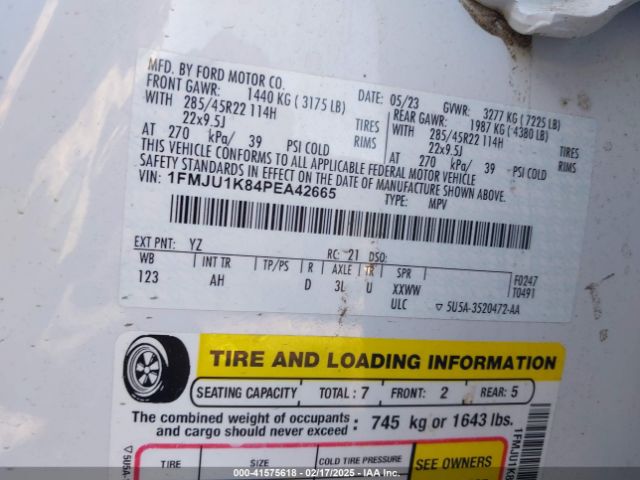 MFD. BY FORD MOTOR CO.
DATE: 05/23 GVWR: 3277 KG ( 7225 LB)
FRONT GAWR: 1440 KG ( 3175 LB) REAR GAWR: 1987 KG ( 4380 LB)
WITH 285/45R22 114H TIRES WITH 285/45R22 114H TIRES
22x9.5J RIMS 22x9.5J RIMS
AT 270 kPa/ 39 PSI COLD AT 270 kPa/ 39 PSI COLD
THIS VEHICLE CONFORMS TO ALL APPLICABLE FEDERAL MOTOR VEHICLE
SAFETY STANDARDS IN EFFECT ON THE DATE OF MANUFACTURE SHOWN ABOVE.
VIN: 1FMJU1K84PEA42665
TYPE: MPV
EXT PNT: YZ RC: 21 DSO:
WB INT TR TP/PS R AXLE TR SPR F0247
123 AH D 3L U XXWW T0491
ULC ▽ 5U5A-3520472-AA
TIRE AND LOADING INFORMATION
SEATING CAPACITY TOTAL : 7 FRONT: 2 REAR: 5
The combined weight of occupants and cargo should never exceed : 745 kg or 1643 lbs.
TIRE SIZE COLD TIRE PRESSURE SEE OWNERS
▽5U5A-
1FMJU1K8
© 2025 - 41575618 - 02/17/2025 - IAA Inc.